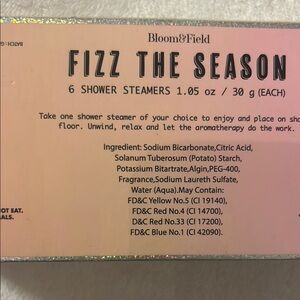 Bloom&Field
FIZZ THE SEASON
6 SHOWER STEAMERS 1.05 oz / 30 g (EACH)
Take one shower steamer of your choice to enjoy and place on sho
floor. Unwind, relax and let the aromatherapy do the work.
Ingredient: Sodium Bicarbonate,Citric Acid,
Solanum Tuberosum (Potato) Starch,
Potassium Bitartrate,Algin,PEG-400,
Fragrance,Sodium Laureth Sulfate,
Water (Aqua).May Contain:
FD&C Yellow No.5 (CI 19140),
FD&C Red No.4 (CI 14700),
D&C Red No.33 (CI 17200),
FD&C Blue No.1 (CI 42090).
OT EAT.
ALS.